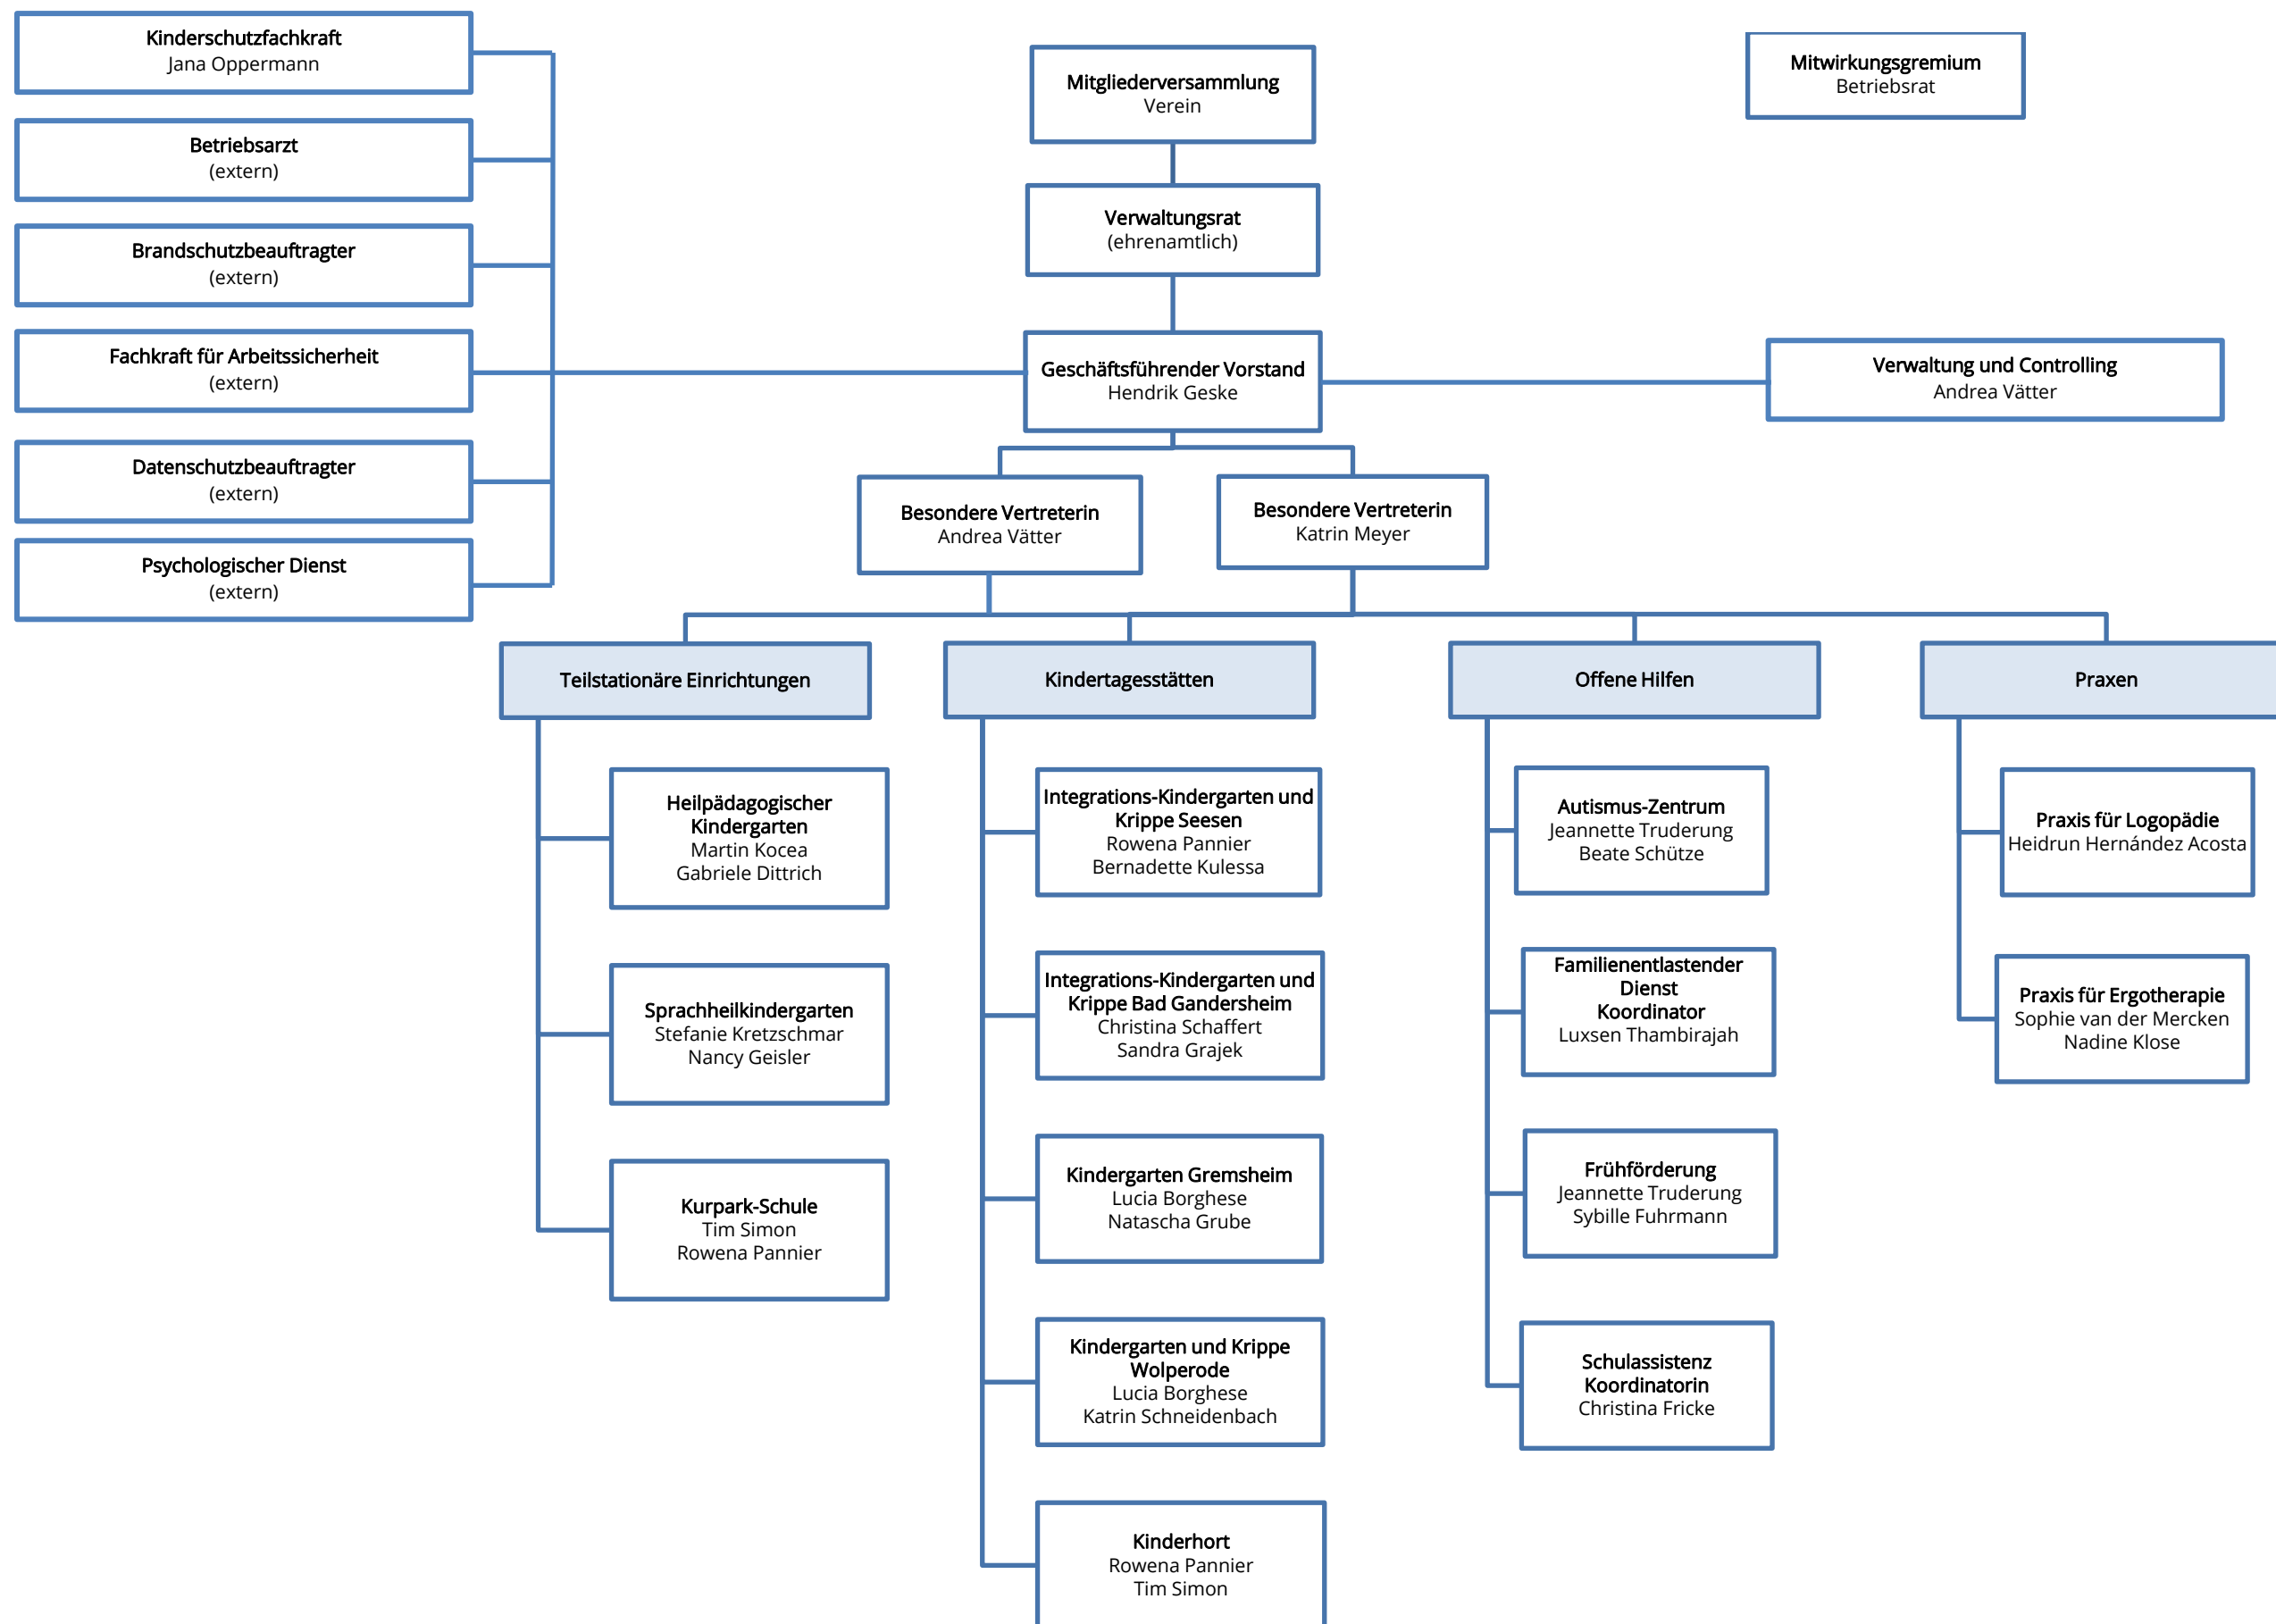 Kinderschutzfachkraft
Jana Oppermann
Betriebsarzt
(extern)
Brandschutzbeauftragter
(extern)
Fachkraft für Arbeitssicherheit
(extern)
Datenschutzbeauftragter
(extern)
Psychologischer Dienst
(extern)
Mitgliederversammlung
Verein
Verwaltungsrat
(ehrenamtlich)
Geschäftsführender Vorstand
Hendrik Geske
Mitwirkungsgremium
Betriebsrat
Verwaltung und Controlling
Andrea Vätter
Besondere Vertreterin
Andrea Vätter
Besondere Vertreterin
Katrin Meyer
Teilstationäre Einrichtungen
Heilpädagogischer
Kindergarten
Martin Kocea
Gabriele Dittrich
Sprachheilkindergarten
Stefanie Kretzschmar
Nancy Geisler
Kurpark-Schule
Tim Simon
Rowena Pannier
Kindertagesstätten
Integrations-Kindergarten und
Krippe Seesen
Rowena Pannier
Bernadette Kulessa
Integrations-Kindergarten und
Krippe Bad Gandersheim
Christina Schaffert
Sandra Grajek
Kindergarten Gremsheim
Lucia Borghese
Natascha Grube
Kindergarten und Krippe
Wolperode
Lucia Borghese
Katrin Schneidenbach
Kinderhort
Rowena Pannier
Tim Simon
Offene Hilfen
Autismus-Zentrum
Jeannette Truderung
Beate Schütze
Familienentlastender
Dienst
Koordinator
Luxsen Thambirajah
Frühförderung
Jeannette Truderung
Sybille Fuhrmann
Schulassistenz
Koordinatorin
Christina Fricke
Praxen
Praxis für Logopädie
Heidrun Hernández Acosta
Praxis für Ergotherapie
Sophie van der Mercken
Nadine Klose